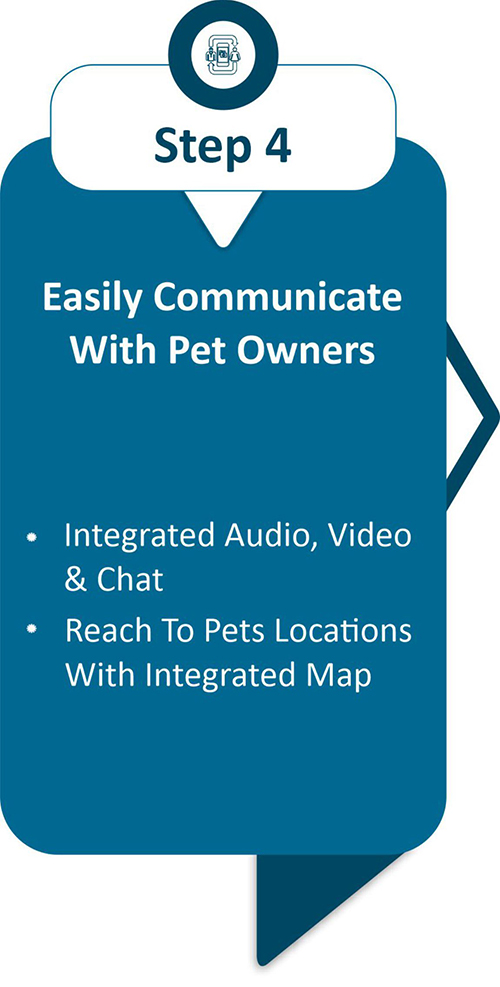 Step 4
Easily Communicate
With Pet Owners
• Integrated Audio, Video
& Chat
• Reach To Pets Locations
With Integrated Map